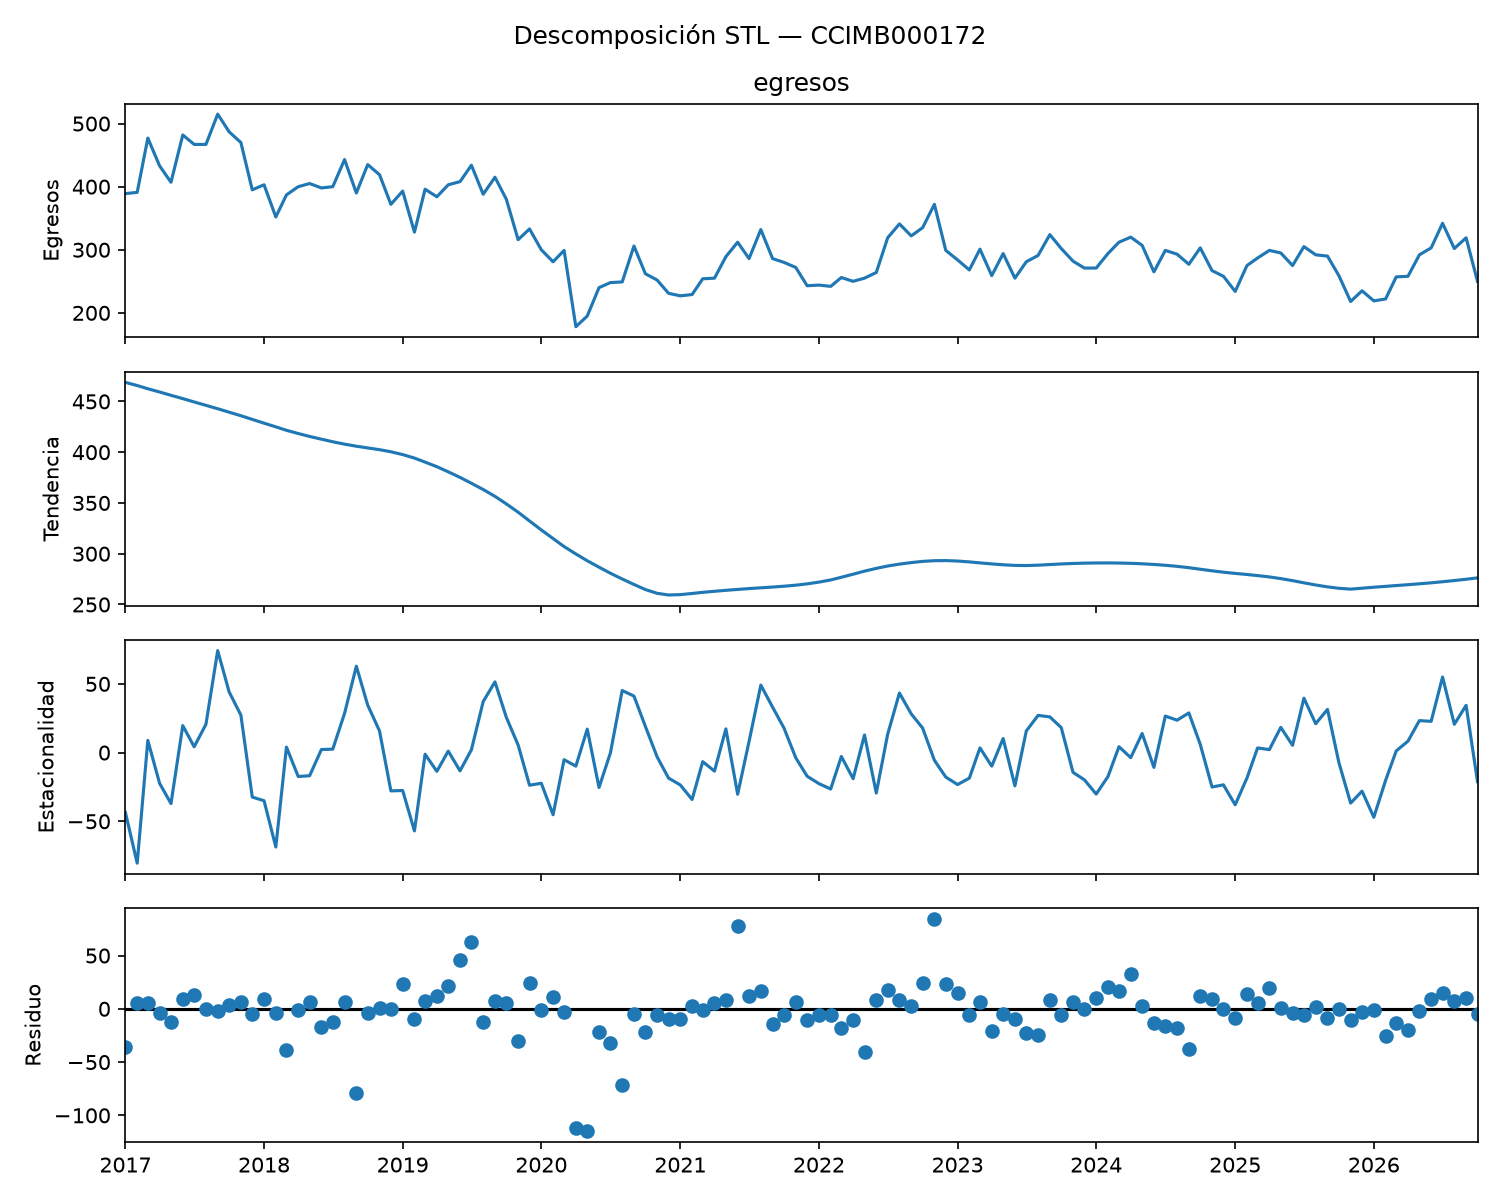 Descomposición STL — CCIMB000172
egresos
Egresos
500
400
300
200
Tendencia
450
400
350
300
250
Estacionalidad
50
0
−50
Residuo
50
0
−50
−100
2017 2018 2019 2020 2021 2022 2023 2024 2025 2026